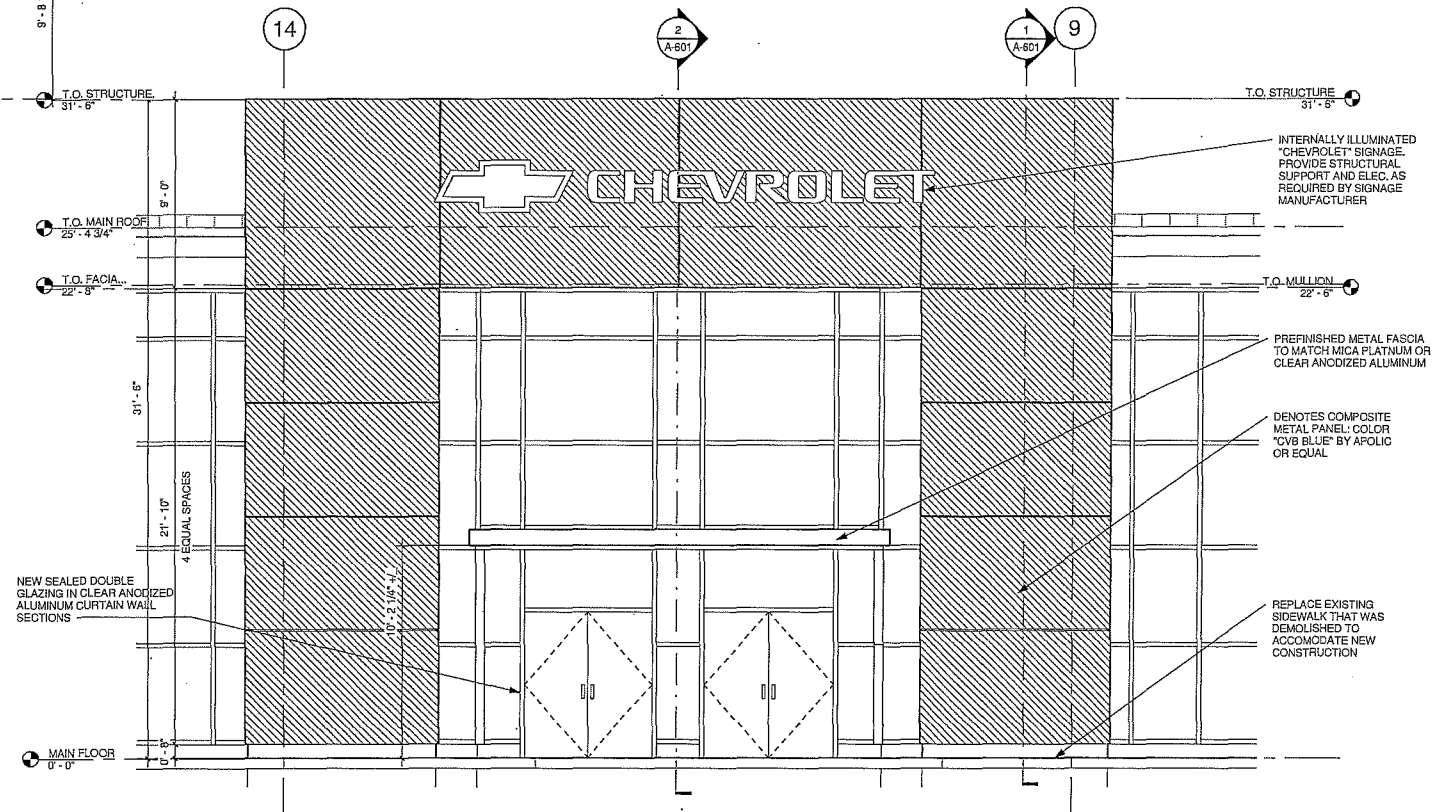 9' - 8
14
2
A-601
1
A-601
9
T.O. STRUCTURE
31' - 6"
T.O. STRUCTURE
31' - 6"
INTERNALLY ILLUMINATED
"CHEVROLET" SIGNAGE.
PROVIDE STRUCTURAL
SUPPORT AND ELEC. AS
REQUIRED BY SIGNAGE
MANUFACTURER
CHEVROLET
9' - 0"
T.O. MAIN ROOF
25' - 4 3/4"
T.O. FACIA...
22' - 8"
T.O. MULLION
22' - 6"
PREFINISHED METAL FASCIA
TO MATCH MICA PLATNUM OR
CLEAR ANODIZED ALUMINUM
31' - 6"
DENOTES COMPOSITE
METAL PANEL: COLOR
"CVB BLUE" BY APOLIC
OR EQUAL
21' - 10"
4 EQUAL SPACES
NEW SEALED DOUBLE
GLAZING IN CLEAR ANODIZED
ALUMINUM CURTAIN WALL
SECTIONS
10' - 2 1/4" +/-
REPLACE EXISTING
SIDEWALK THAT WAS
DEMOLISHED TO
ACCOMODATE NEW
CONSTRUCTION
MAIN FLOOR
0' - 0"
0' - 8"